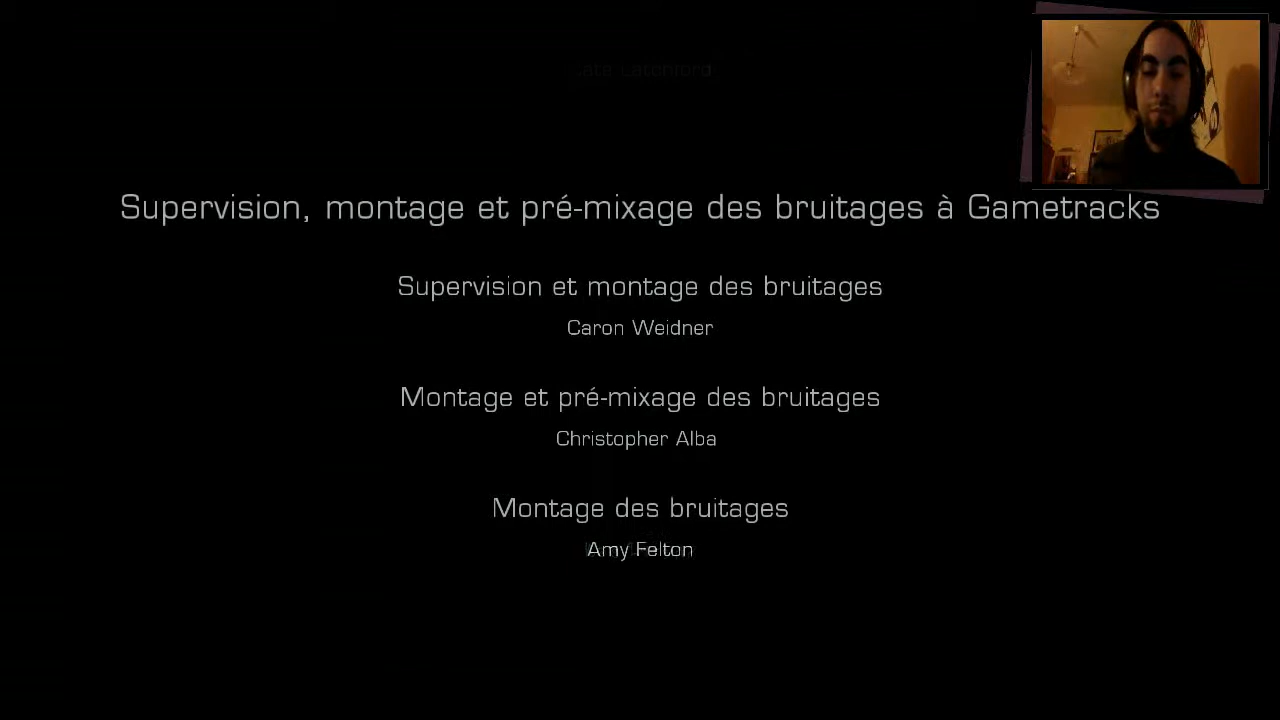 Supervision, montage et pré-mixage des bruitages à Gametracks
Supervision et montage des bruitages
Caron Weidner
Montage et pré-mixage des bruitages
Christopher Alba
Montage des bruitages
Amy Felton